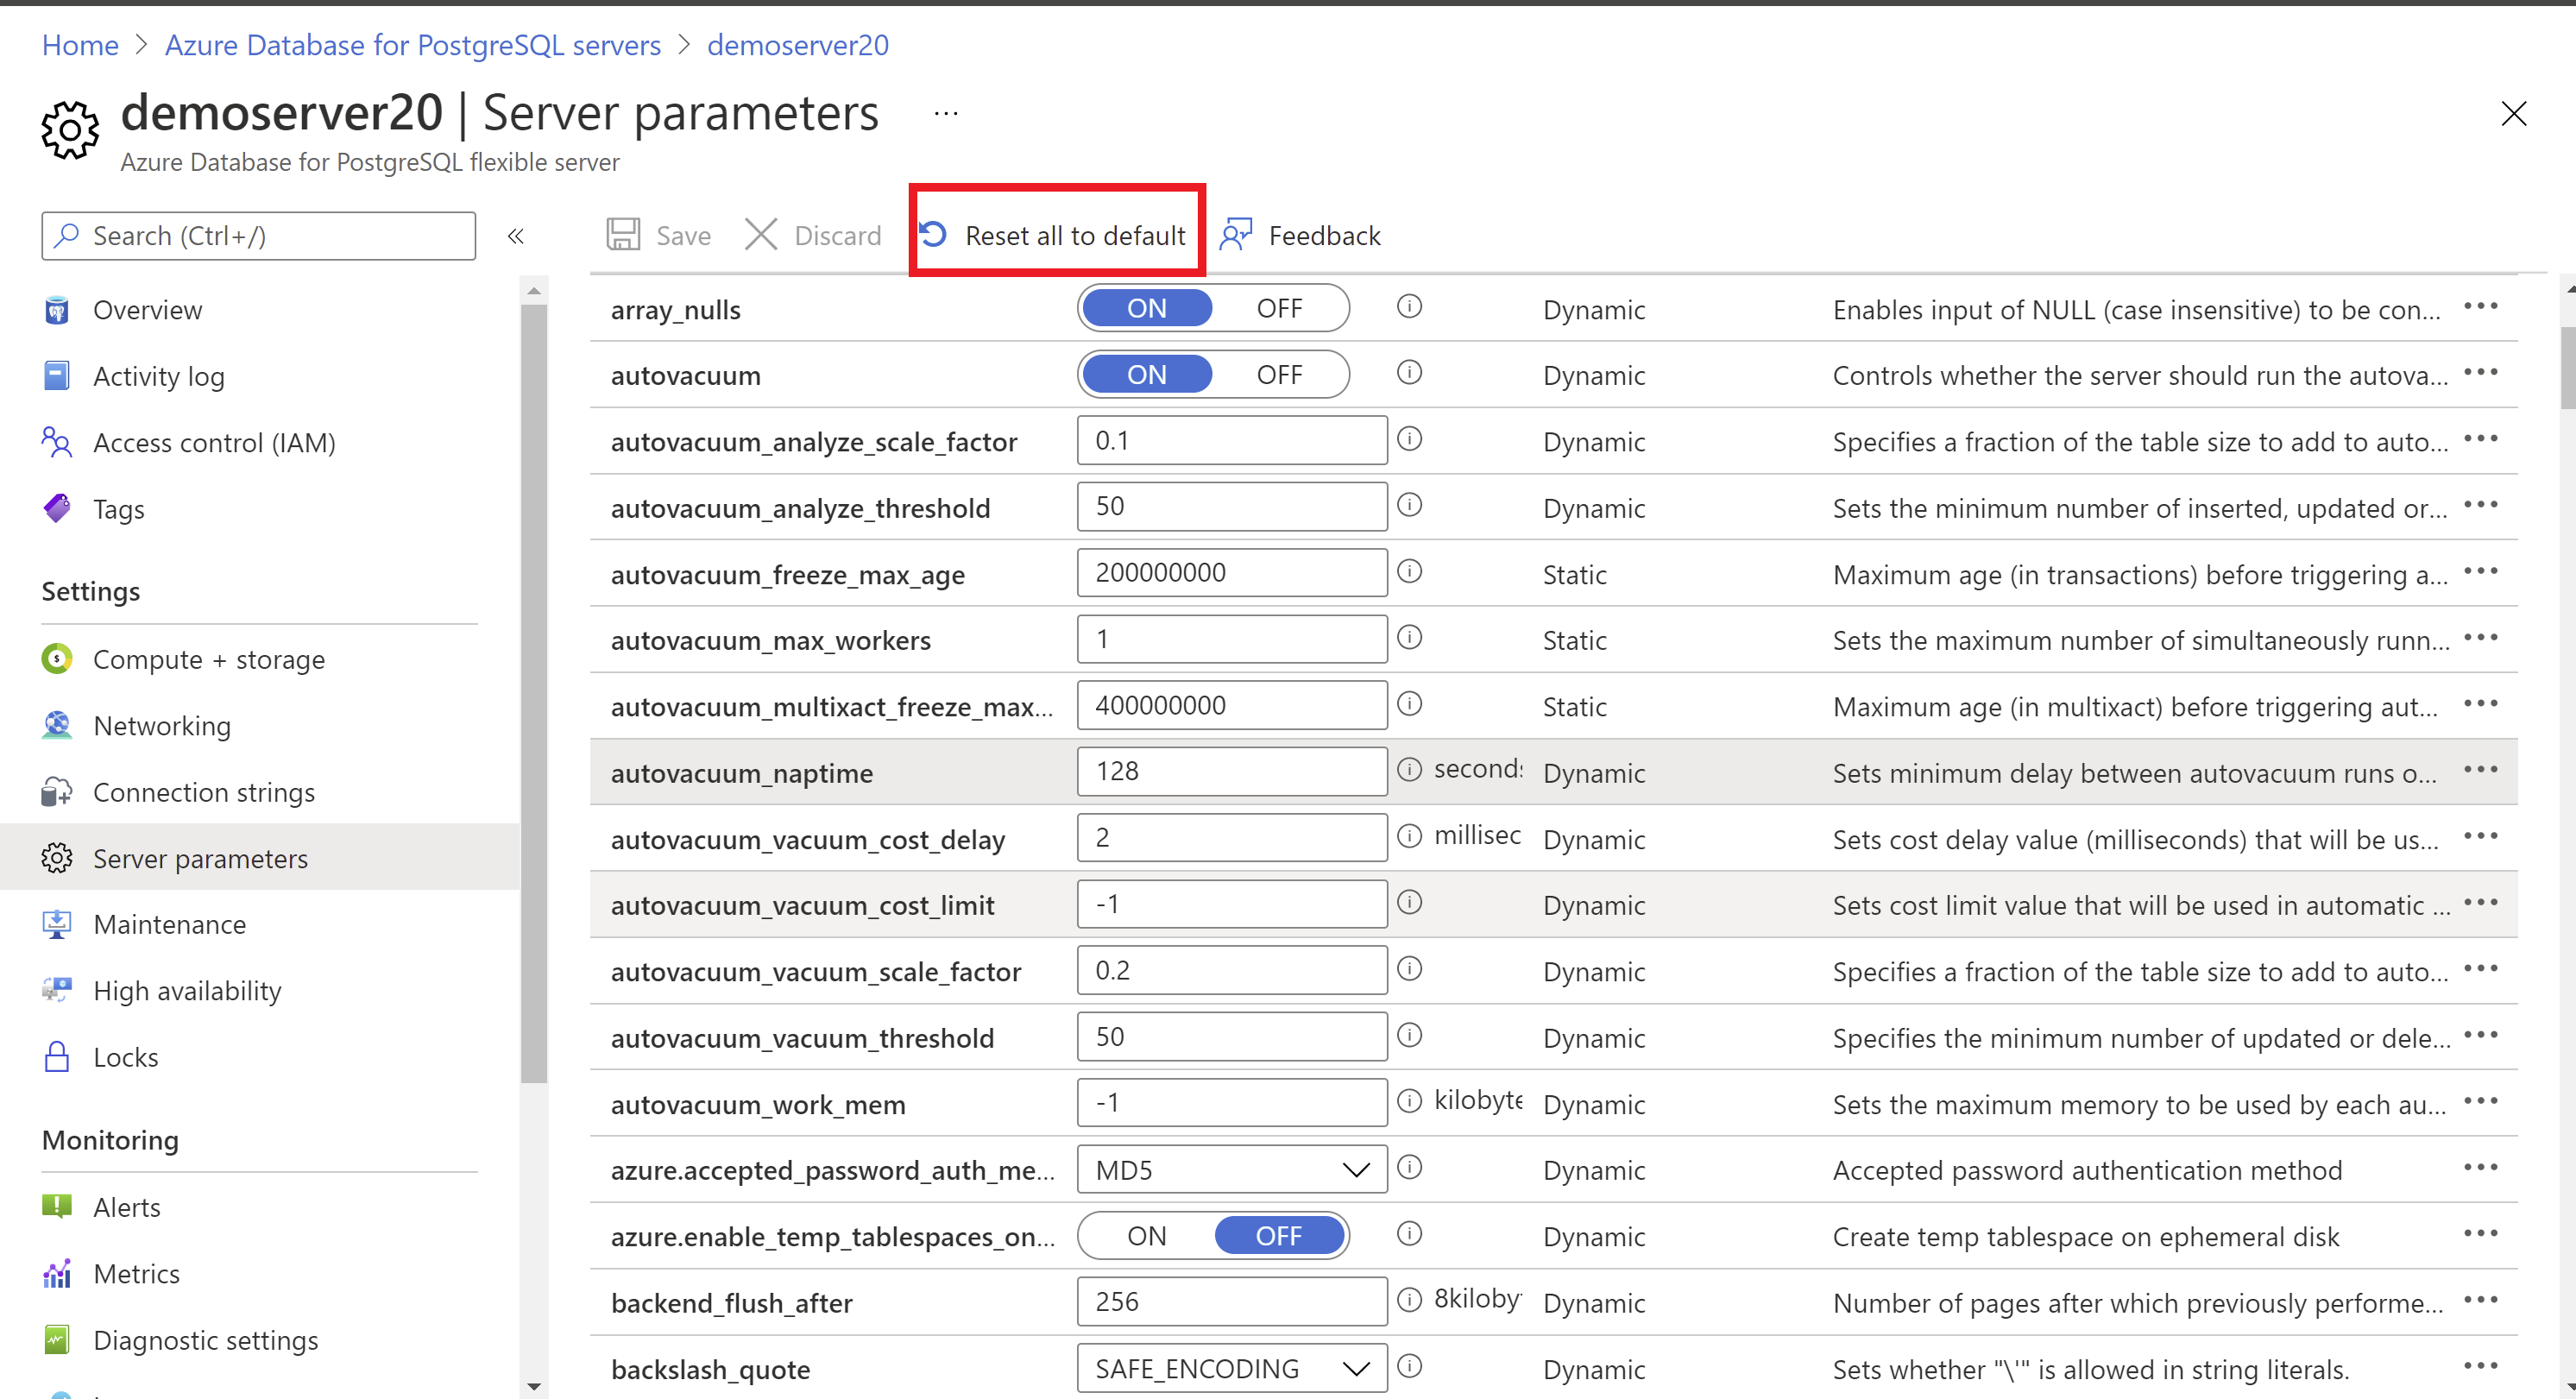 Home > Azure Database for PostgreSQL servers > demoserver20
demoserver20 | Server parameters ...
Azure Database for PostgreSQL flexible server
Search (Ctrl+/) «
Overview
Activity log
Access control (IAM)
Tags
Settings
Compute + storage
Networking
Connection strings
Server parameters
Maintenance
High availability
Locks
Monitoring
Alerts
Metrics
Diagnostic settings
Save Discard Reset all to default Feedback
array_nulls ON OFF Dynamic Enables input of NULL (case insensitive) to be con...
autovacuum ON OFF Dynamic Controls whether the server should run the autova...
autovacuum_analyze_scale_factor 0.1 Dynamic Specifies a fraction of the table size to add to auto...
autovacuum_analyze_threshold 50 Dynamic Sets the minimum number of inserted, updated or...
autovacuum_freeze_max_age 200000000 Static Maximum age (in transactions) before triggering a...
autovacuum_max_workers 1 Static Sets the maximum number of simultaneously runn...
autovacuum_multixact_freeze_max... 400000000 Static Maximum age (in multixact) before triggering aut...
autovacuum_naptime 128 seconds Dynamic Sets minimum delay between autovacuum runs o...
autovacuum_vacuum_cost_delay 2 millisec Dynamic Sets cost delay value (milliseconds) that will be us...
autovacuum_vacuum_cost_limit -1 Dynamic Sets cost limit value that will be used in automatic ...
autovacuum_vacuum_scale_factor 0.2 Dynamic Specifies a fraction of the table size to add to auto...
autovacuum_vacuum_threshold 50 Dynamic Specifies the minimum number of updated or dele...
autovacuum_work_mem -1 kilobyte Dynamic Sets the maximum memory to be used by each au...
azure.accepted_password_auth_me... MD5 Dynamic Accepted password authentication method
azure.enable_temp_tablespaces_on... ON OFF Dynamic Create temp tablespace on ephemeral disk
backend_flush_after 256 8kiloby Dynamic Number of pages after which previously performe...
backslash_quote SAFE_ENCODING Dynamic Sets whether "\'" is allowed in string literals.